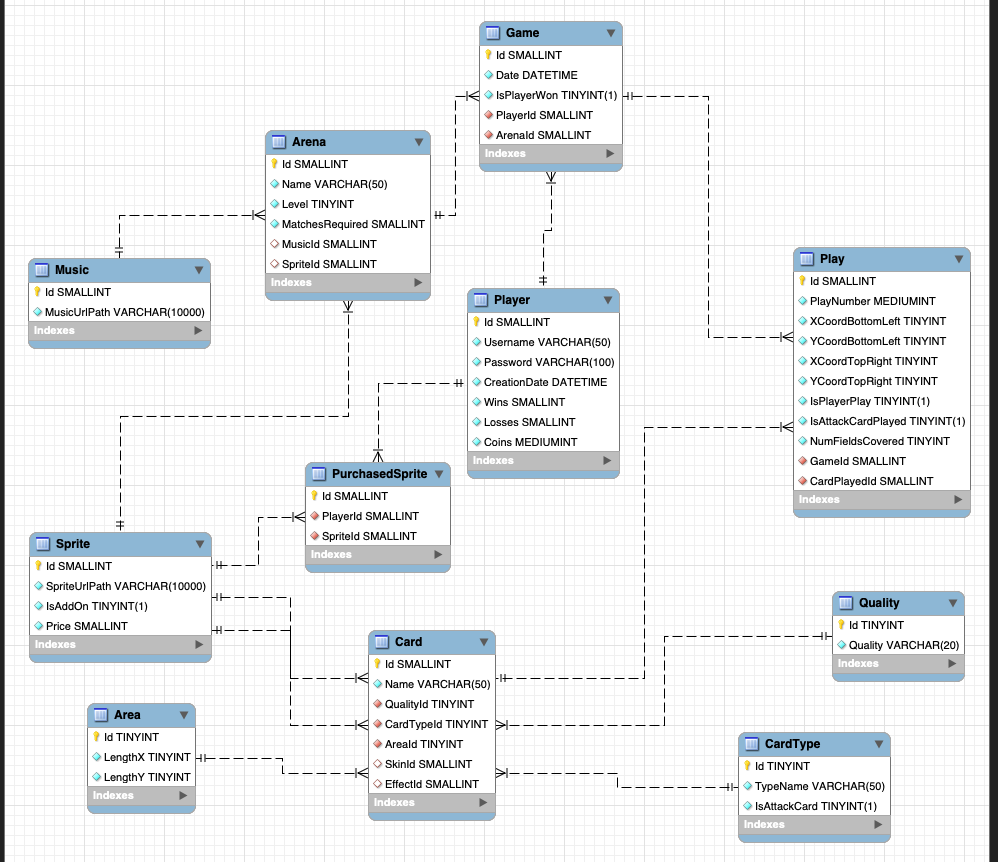 Game
Id SMALLINT
Date DATETIME
IsPlayerWon TINYINT(1)
PlayerId SMALLINT
ArenaId SMALLINT
Indexes
Arena
Id SMALLINT
Name VARCHAR(50)
Level TINYINT
MatchesRequired SMALLINT
MusicId SMALLINT
SpriteId SMALLINT
Indexes
Music
Id SMALLINT
MusicUrlPath VARCHAR(10000)
Indexes
Player
Id SMALLINT
Username VARCHAR(50)
Password VARCHAR(100)
CreationDate DATETIME
Wins SMALLINT
Losses SMALLINT
Coins MEDIUMINT
Indexes
Play
Id SMALLINT
PlayNumber MEDIUMINT
XCoordBottomLeft TINYINT
YCoordBottomLeft TINYINT
XCoordTopRight TINYINT
YCoordTopRight TINYINT
IsPlayerPlay TINYINT(1)
IsAttackCardPlayed TINYINT(1)
NumFieldsCovered TINYINT
GameId SMALLINT
CardPlayedId SMALLINT
Indexes
PurchasedSprite
Id SMALLINT
PlayerId SMALLINT
SpriteId SMALLINT
Indexes
Sprite
Id SMALLINT
SpriteUrlPath VARCHAR(10000)
IsAddOn TINYINT(1)
Price SMALLINT
Indexes
Card
Id SMALLINT
Name VARCHAR(50)
QualityId TINYINT
CardTypeId TINYINT
AreaId TINYINT
SkinId SMALLINT
EffectId SMALLINT
Indexes
Quality
Id TINYINT
Quality VARCHAR(20)
Indexes
Area
Id TINYINT
LengthX TINYINT
LengthY TINYINT
Indexes
CardType
Id TINYINT
TypeName VARCHAR(50)
IsAttackCard TINYINT(1)
Indexes